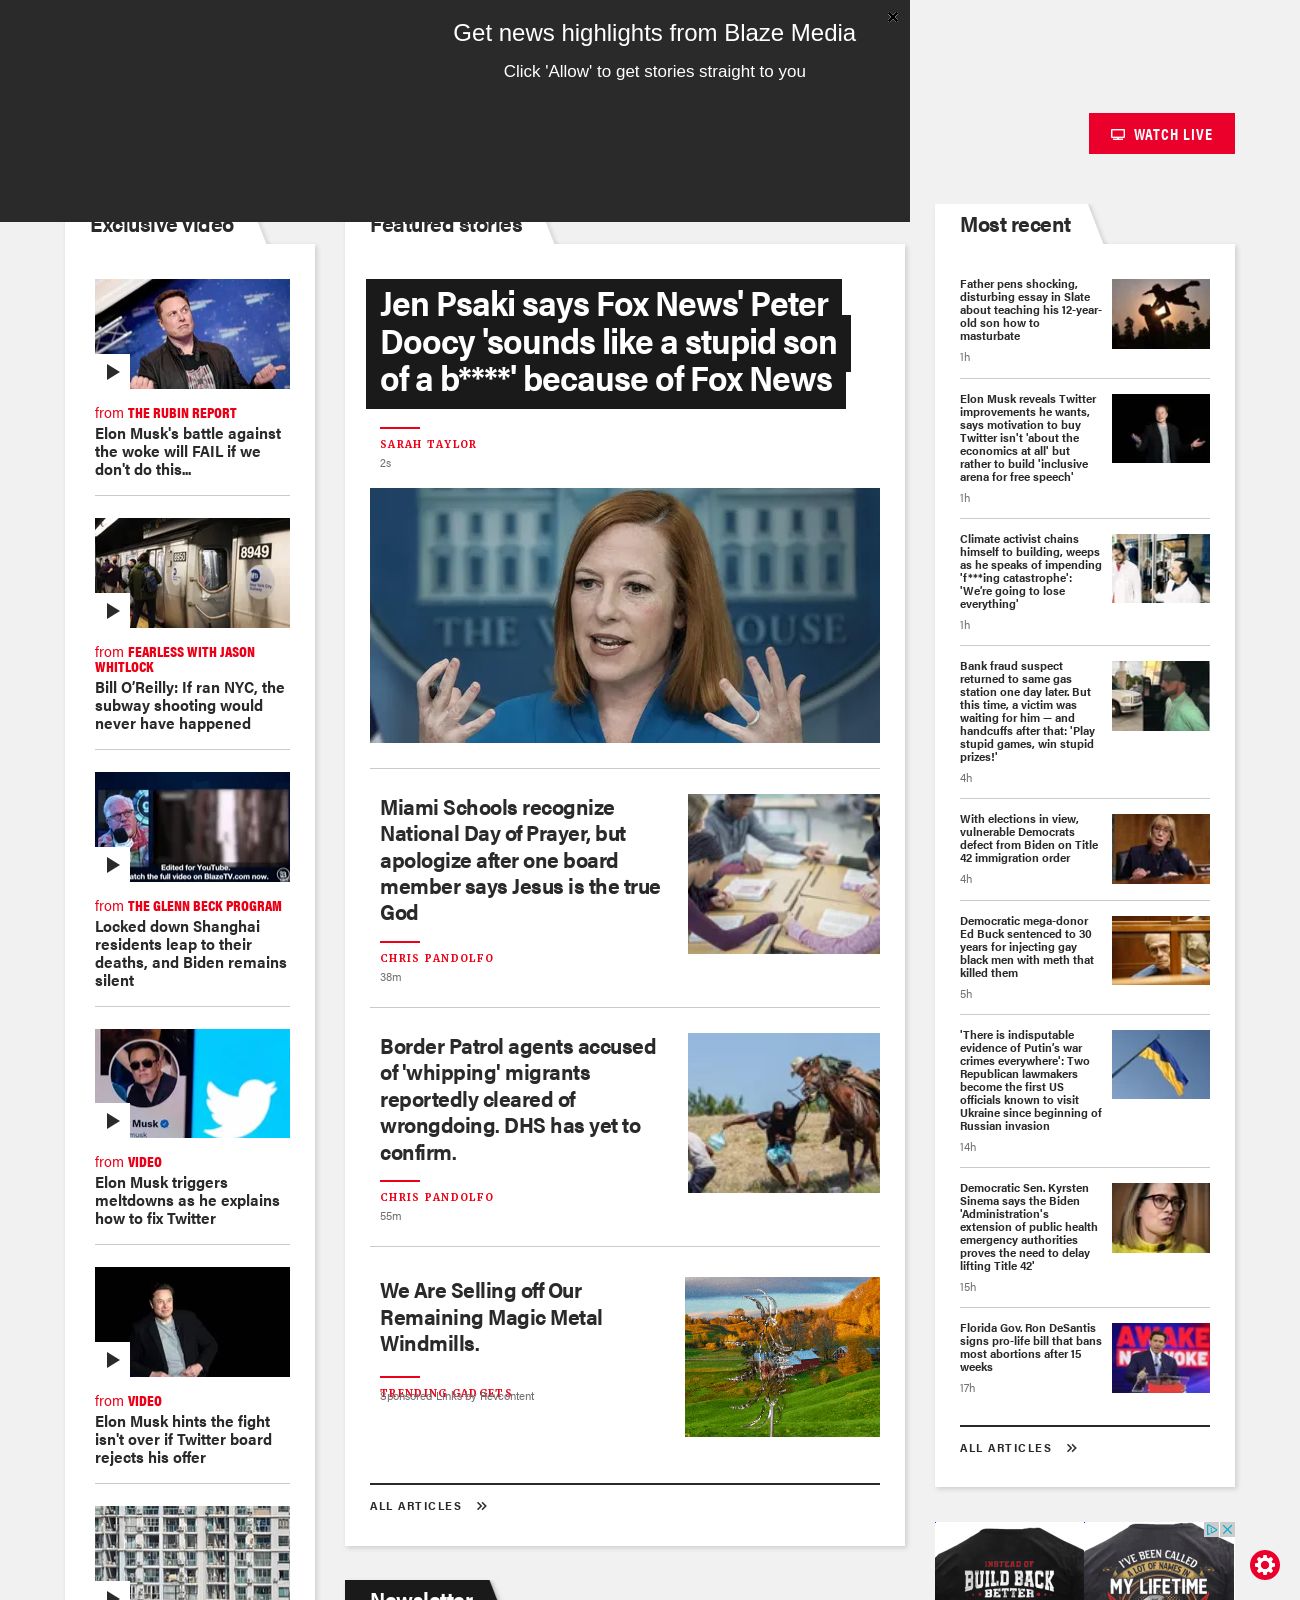 Get news highlights from Blaze Media
Click 'Allow' to get stories straight to you
WATCH LIVE
Exclusive video
8950
8949
from THE RUBIN REPORT
Elon Musk's battle against
the woke will FAIL if we
don't do this...
from FEARLESS WITH JASON
WHITLOCK
Bill O’Reilly: If ran NYC, the
subway shooting would
never have happened
Edited for YouTube.
atch the full video on BlazeTV.com now.
from THE GLENN BECK PROGRAM
Locked down Shanghai
residents leap to their
deaths, and Biden remains
silent
Musk
musk
from VIDEO
Elon Musk triggers
meltdowns as he explains
how to fix Twitter
from VIDEO
Elon Musk hints the fight
isn't over if Twitter board
rejects his offer
Featured stories
Jen Psaki says Fox News' Peter
Doocy 'sounds like a stupid son
of a b****' because of Fox News
SARAH TAYLOR
2s
THE WHITE HOUSE
Miami Schools recognize
National Day of Prayer, but
apologize after one board
member says Jesus is the true
God
CHRIS PANDOLFO
38m
Border Patrol agents accused
of 'whipping' migrants
reportedly cleared of
wrongdoing. DHS has yet to
confirm.
CHRIS PANDOLFO
55m
We Are Selling off Our
Remaining Magic Metal
Windmills.
TRENDING GADGETS
Sponsored Links by Revcontent
ALL ARTICLES
Newsletter
Most recent
Father pens shocking,
disturbing essay in Slate
about teaching his 12-year-
old son how to
masturbate
1h
Elon Musk reveals Twitter
improvements he wants,
says motivation to buy
Twitter isn't 'about the
economics at all' but
rather to build 'inclusive
arena for free speech'
1h
Climate activist chains
himself to building, weeps
as he speaks of impending
'f***ing catastrophe':
'We’re going to lose
everything'
1h
Bank fraud suspect
returned to same gas
station one day later. But
this time, a victim was
waiting for him — and
handcuffs after that: 'Play
stupid games, win stupid
prizes!'
4h
With elections in view,
vulnerable Democrats
defect from Biden on Title
42 immigration order
4h
Democratic mega-donor
Ed Buck sentenced to 30
years for injecting gay
black men with meth that
killed them
5h
'There is indisputable
evidence of Putin’s war
crimes everywhere': Two
Republican lawmakers
become the first US
officials known to visit
Ukraine since beginning of
Russian invasion
14h
Democratic Sen. Kyrsten
Sinema says the Biden
'Administration's
extension of public health
emergency authorities
proves the need to delay
lifting Title 42'
15h
Florida Gov. Ron DeSantis
signs pro-life bill that bans
most abortions after 15
weeks
17h
AWAKE
ALL ARTICLES
INSTEAD OF
BUILD BACK
BETTER
I'VE BEEN CALLED
A LOT OF NAMES IN
MY LIFETIME